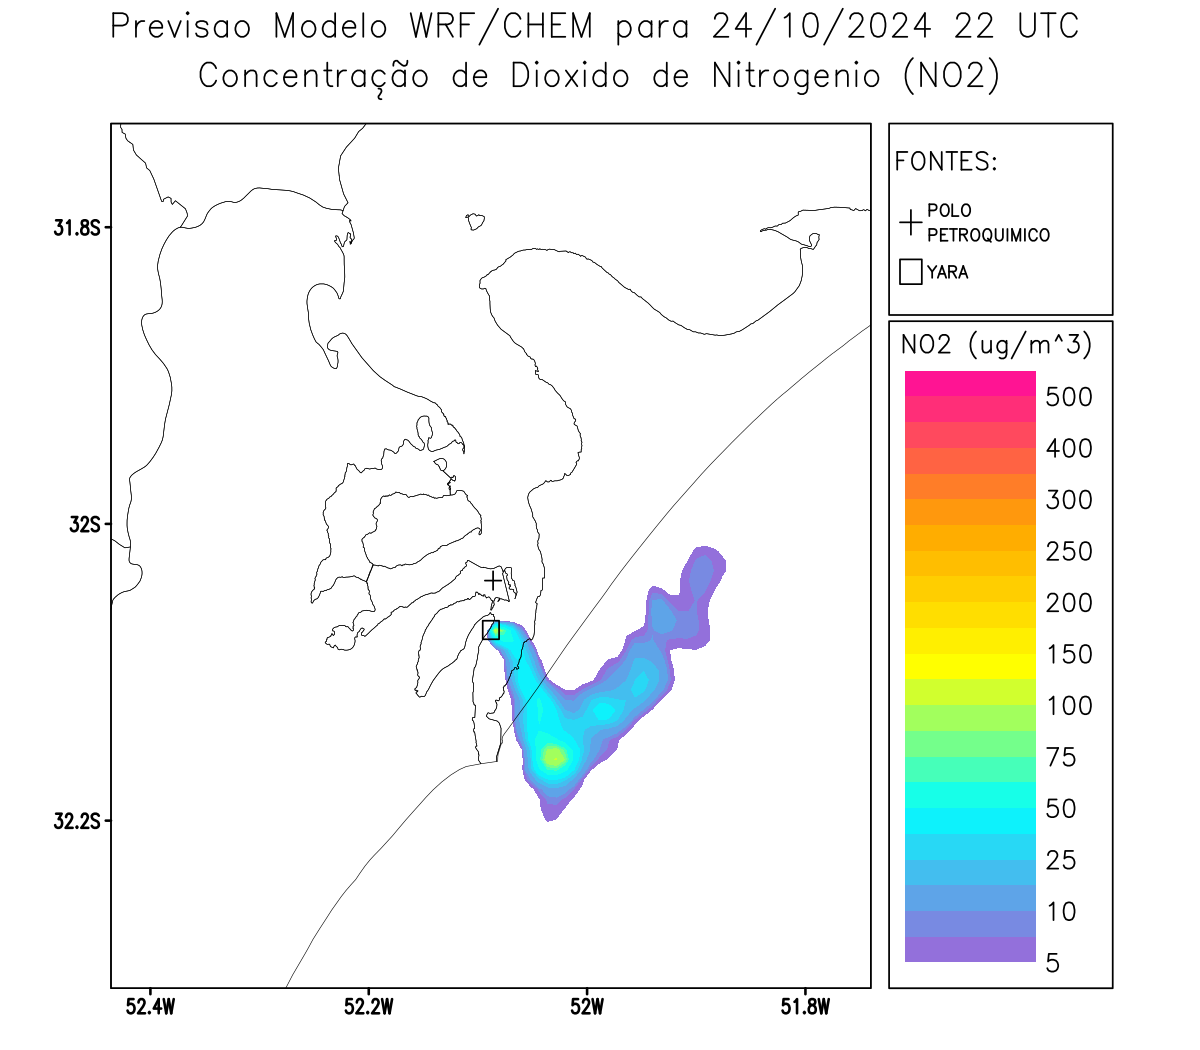 Previsao Modelo WRF/CHEM para 24/10/2024 22 UTC
Concentração de Dioxido de Nitrogenio (NO2)
FONTES:
POLO
PETROQUIMICO
YARA
NO2 (ug/m^3)
500
400
300
250
200
150
100
75
50
25
10
5
31.8S
32S
32.2S
52.4W
52.2W
52W
51.8W